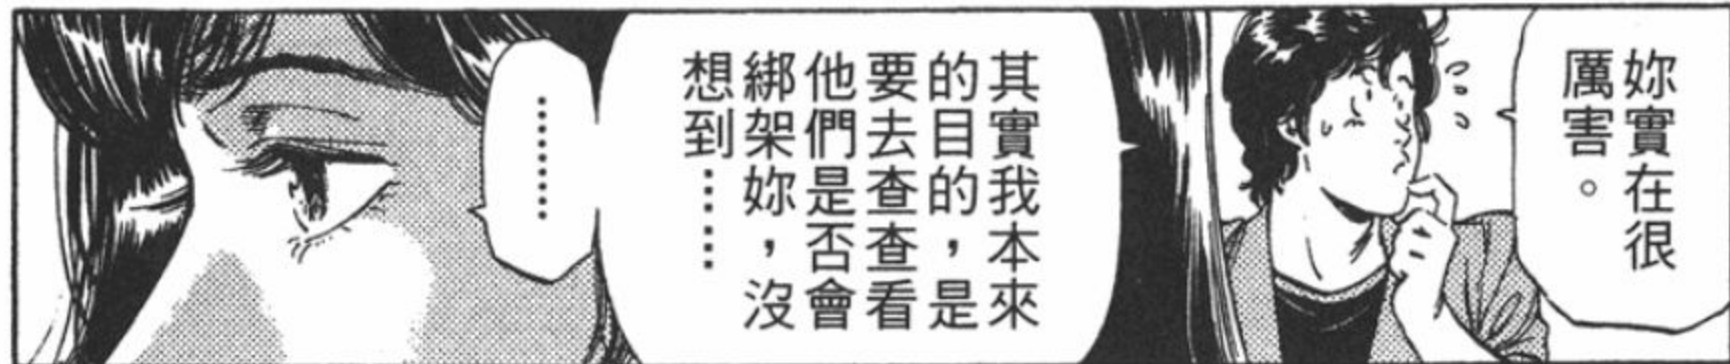 妳實在很
厲害。
其實我本來
的目的，是
要去查查看
他們是否會
綁架妳，沒
想到……
………